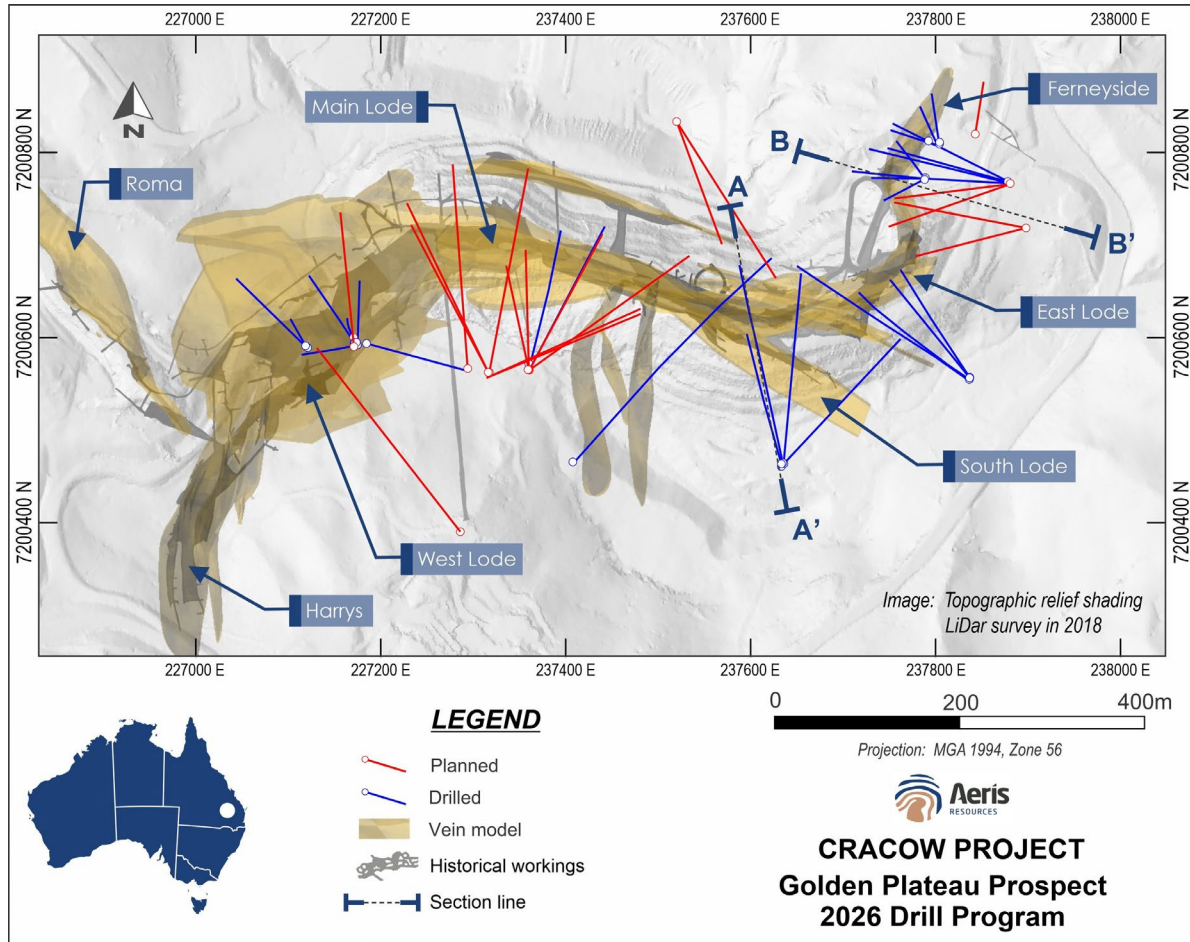 227000 E 227200 E 237400 E 237600 E 237800 E 238000 E
7200800 N
7200600 N
7200400 N
7200800 N
7200600 N
7200400 N
N
Main Lode
Ferneyside
Roma
B
A
B'
East Lode
South Lode
A'
West Lode
Harrys
Image: Topographic relief shading
LiDar survey in 2018
227000 E 227200 E 237400 E 237600 E 237800 E 238000 E
LEGEND
Planned
Drilled
Vein model
Historical workings
Section line
0 200 400m
Projection: MGA 1994, Zone 56
Aeris
RESOURCES
CRACOW PROJECT
Golden Plateau Prospect
2026 Drill Program